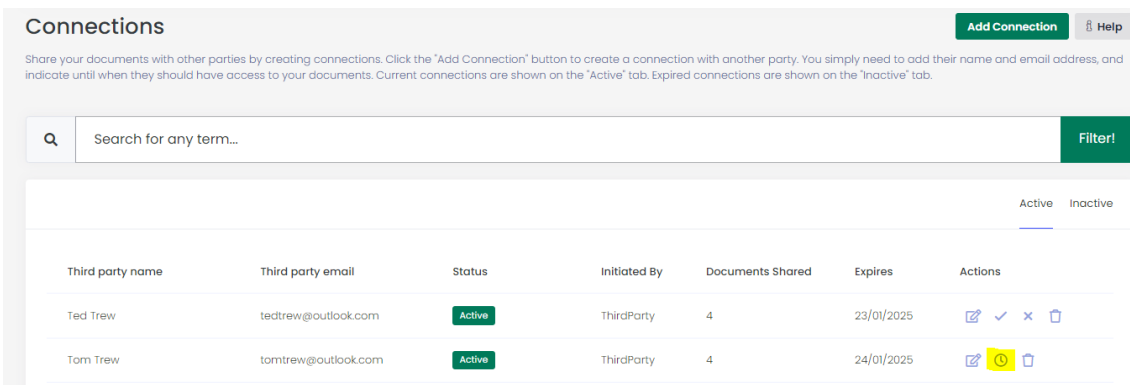 Connections
Add Connection
Help
Share your documents with other parties by creating connections. Click the "Add Connection" button to create a connection with another party. You simply need to add their name and email address, and
indicate until when they should have access to your documents. Current connections are shown on the "Active" tab. Expired connections are shown on the "Inactive" tab.
Search for any term...
Filter!
Active Inactive
Third party name Third party email Status Initiated By Documents Shared Expires Actions
Ted Trew tedtrew@outlook.com Active ThirdParty 4 23/01/2025
Tom Trew tomtrew@outlook.com Active ThirdParty 4 24/01/2025